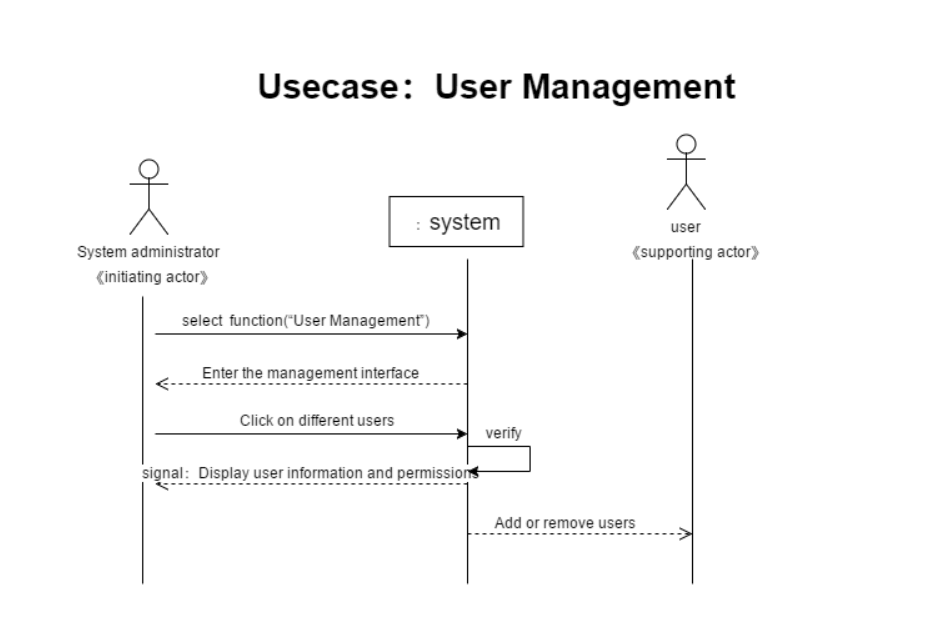 Usecase：User Management
System administrator
《initiating actor》
：system
user
《supporting actor》
select function(“User Management”)
Enter the management interface
Click on different users
verify
signal：Display user information and permissions
Add or remove users